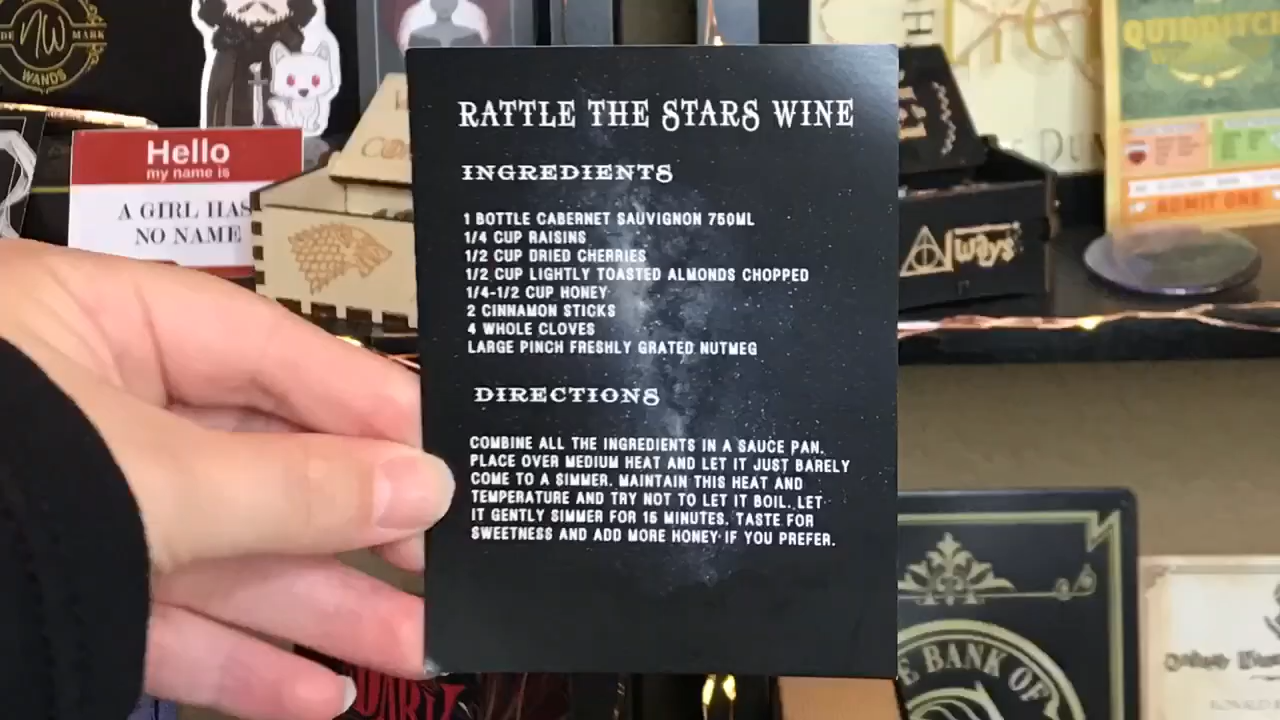 NW
MARK
WANDS
Hello
my name is
A GIRL HAS
NO NAME
RATTLE THE STARS WINE
INGREDIENTS
1 BOTTLE CABERNET SAUVIGNON 750ML
1/4 CUP RAISINS
1/2 CUP DRIED CHERRIES
1/2 CUP LIGHTLY TOASTED ALMONDS CHOPPED
1/4-1/2 CUP HONEY
2 CINNAMON STICKS
4 WHOLE CLOVES
LARGE PINCH FRESHLY GRATED NUTMEG
DIRECTIONS
COMBINE ALL THE INGREDIENTS IN A SAUCE PAN.
PLACE OVER MEDIUM HEAT AND LET IT JUST BARELY
COME TO A SIMMER. MAINTAIN THIS HEAT AND
TEMPERATURE AND TRY NOT TO LET IT BOIL. LET
IT GENTLY SIMMER FOR 15 MINUTES. TASTE FOR
SWEETNESS AND ADD MORE HONEY IF YOU PREFER.
QUIDDITCH
ADMIT ONE
Always
BANK OF